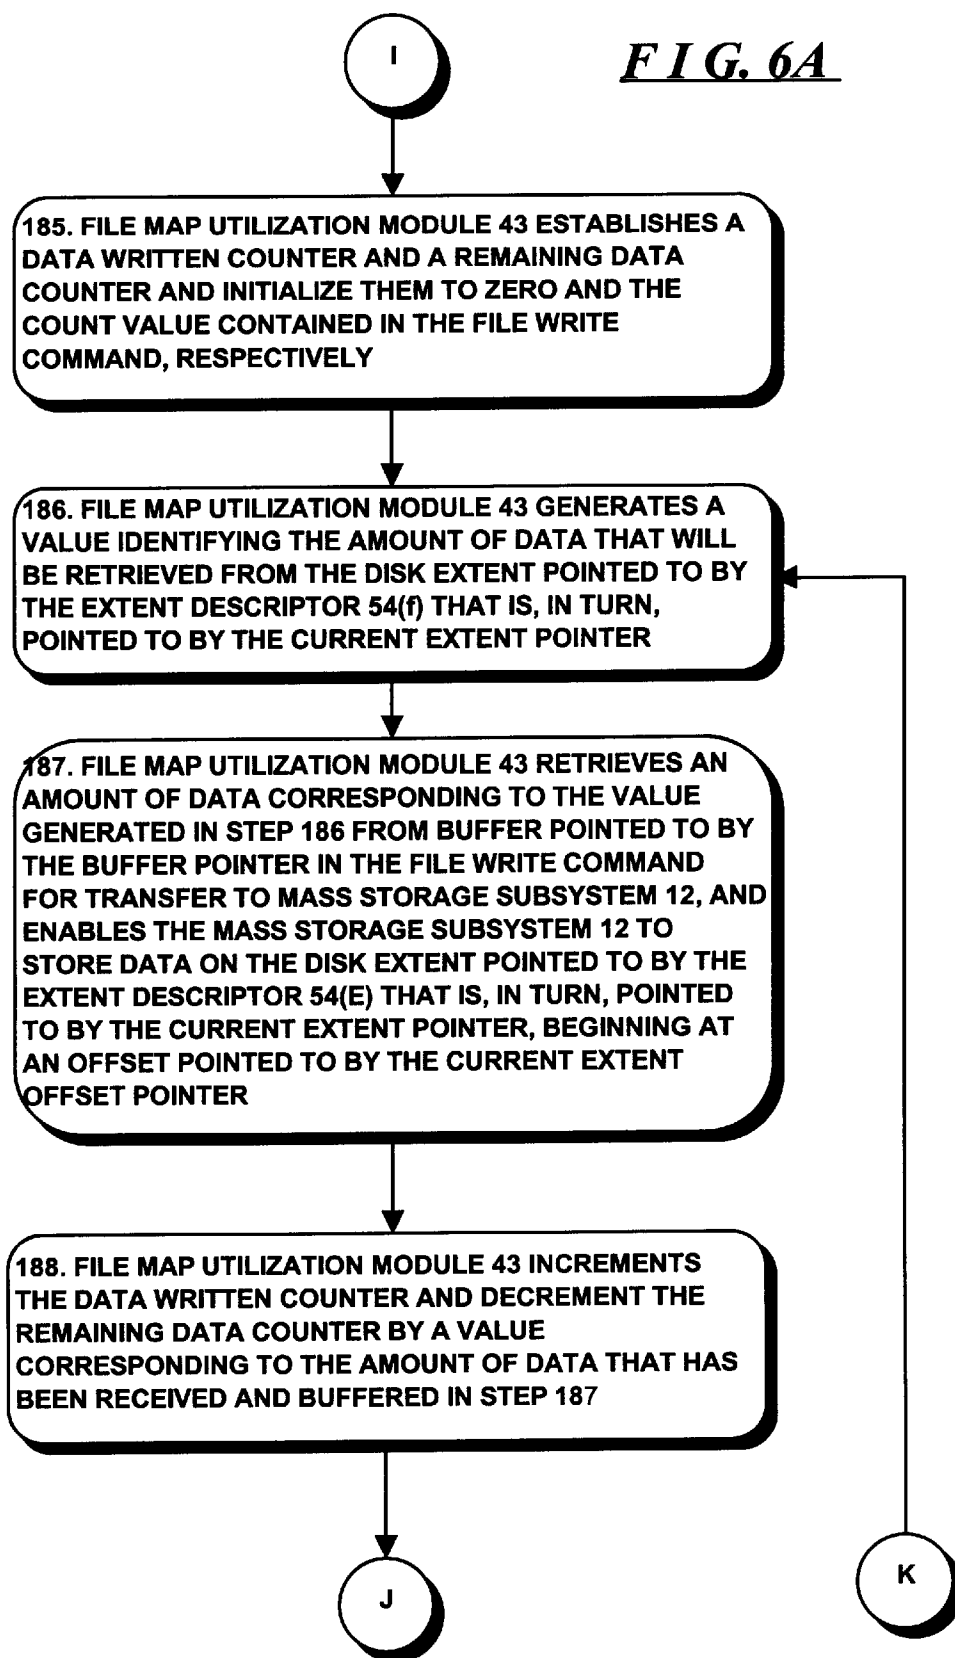 I
FIG. 6A
185. FILE MAP UTILIZATION MODULE 43 ESTABLISHES A
DATA WRITTEN COUNTER AND A REMAINING DATA
COUNTER AND INITIALIZE THEM TO ZERO AND THE
COUNT VALUE CONTAINED IN THE FILE WRITE
COMMAND, RESPECTIVELY
186. FILE MAP UTILIZATION MODULE 43 GENERATES A
VALUE IDENTIFYING THE AMOUNT OF DATA THAT WILL
BE RETRIEVED FROM THE DISK EXTENT POINTED TO BY
THE EXTENT DESCRIPTOR 54(f) THAT IS, IN TURN,
POINTED TO BY THE CURRENT EXTENT POINTER
187. FILE MAP UTILIZATION MODULE 43 RETRIEVES AN
AMOUNT OF DATA CORRESPONDING TO THE VALUE
GENERATED IN STEP 186 FROM BUFFER POINTED TO BY
THE BUFFER POINTER IN THE FILE WRITE COMMAND
FOR TRANSFER TO MASS STORAGE SUBSYSTEM 12, AND
ENABLES THE MASS STORAGE SUBSYSTEM 12 TO
STORE DATA ON THE DISK EXTENT POINTED TO BY THE
EXTENT DESCRIPTOR 54(E) THAT IS, IN TURN, POINTED
TO BY THE CURRENT EXTENT POINTER, BEGINNING AT
AN OFFSET POINTED TO BY THE CURRENT EXTENT
OFFSET POINTER
188. FILE MAP UTILIZATION MODULE 43 INCREMENTS
THE DATA WRITTEN COUNTER AND DECREMENT THE
REMAINING DATA COUNTER BY A VALUE
CORRESPONDING TO THE AMOUNT OF DATA THAT HAS
BEEN RECEIVED AND BUFFERED IN STEP 187
J
K